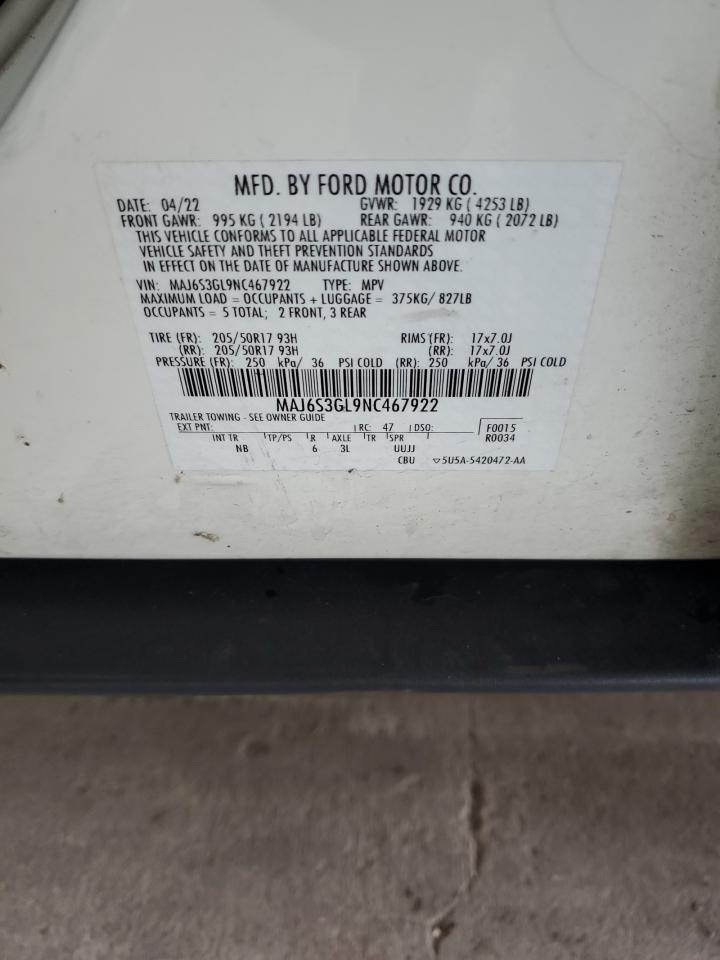 MFD. BY FORD MOTOR CO.
DATE: 04/22 GVWR: 1929 KG ( 4253 LB)
FRONT GAWR: 995 KG ( 2194 LB) REAR GAWR: 940 KG ( 2072 LB)
THIS VEHICLE CONFORMS TO ALL APPLICABLE FEDERAL MOTOR
VEHICLE SAFETY AND THEFT PREVENTION STANDARDS
IN EFFECT ON THE DATE OF MANUFACTURE SHOWN ABOVE.
VIN: MAJ6S3GL9NC467922 TYPE: MPV
MAXIMUM LOAD = OCCUPANTS + LUGGAGE = 375KG/ 827LB
OCCUPANTS = 5 TOTAL; 2 FRONT, 3 REAR
TIRE (FR): 205/50R17 93H RIMS (FR): 17x7.0J
(RR): 205/50R17 93H (RR): 17x7.0J
PRESSURE (FR): 250 kPa/ 36 PSI COLD (RR): 250 kPa/ 36 PSI COLD
MAJ6S3GL9NC467922
TRAILER TOWING - SEE OWNER GUIDE
EXT PNT: RC: 47 DSO: F0015
INT TR TP/PS R AXLE TR SPR R0034
NB 6 3L UUJJ
CBU ▽5U5A-5420472-AA